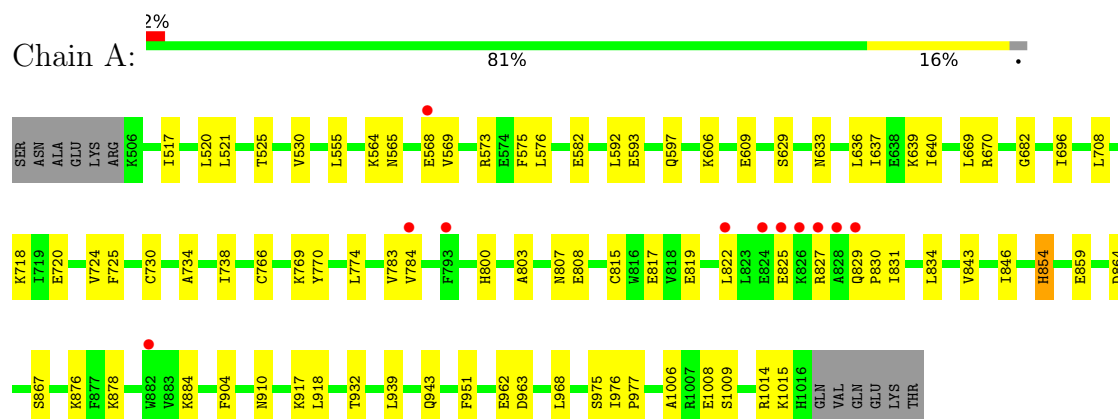 2%
Chain A:
81% 16% •
SER ASN ALA GLU LYS ARG K506 I517 L520 L521 T525 V530 L555 K564 N565 E568 V569 R573 E574 F575 L576 E582 L592 E593 Q597 K606 E609 S629 N633 L636 I637 E638 K639 I640 L669 R670 G682 I696 L708
K718 I719 E720 V724 F725 C730 A734 I738 C766 K769 Y770 L774 V783 V784 F793 H800 A803 N807 E808 C815 W816 E817 V818 E819 L822 L823 E824 E825 K826 R827 A828 Q829 P830 I831 L834 V843 I846 H854 E859
S867 K876 F877 K878 W882 V883 K884 F904 N910 K917 L918 T932 L939 Q943 F951 E962 D963 L968 S975 I976 P977 A1006 R1007 E1008 S1009 R1014 K1015 H1016 GLN VAL GLN GLU LYS THR